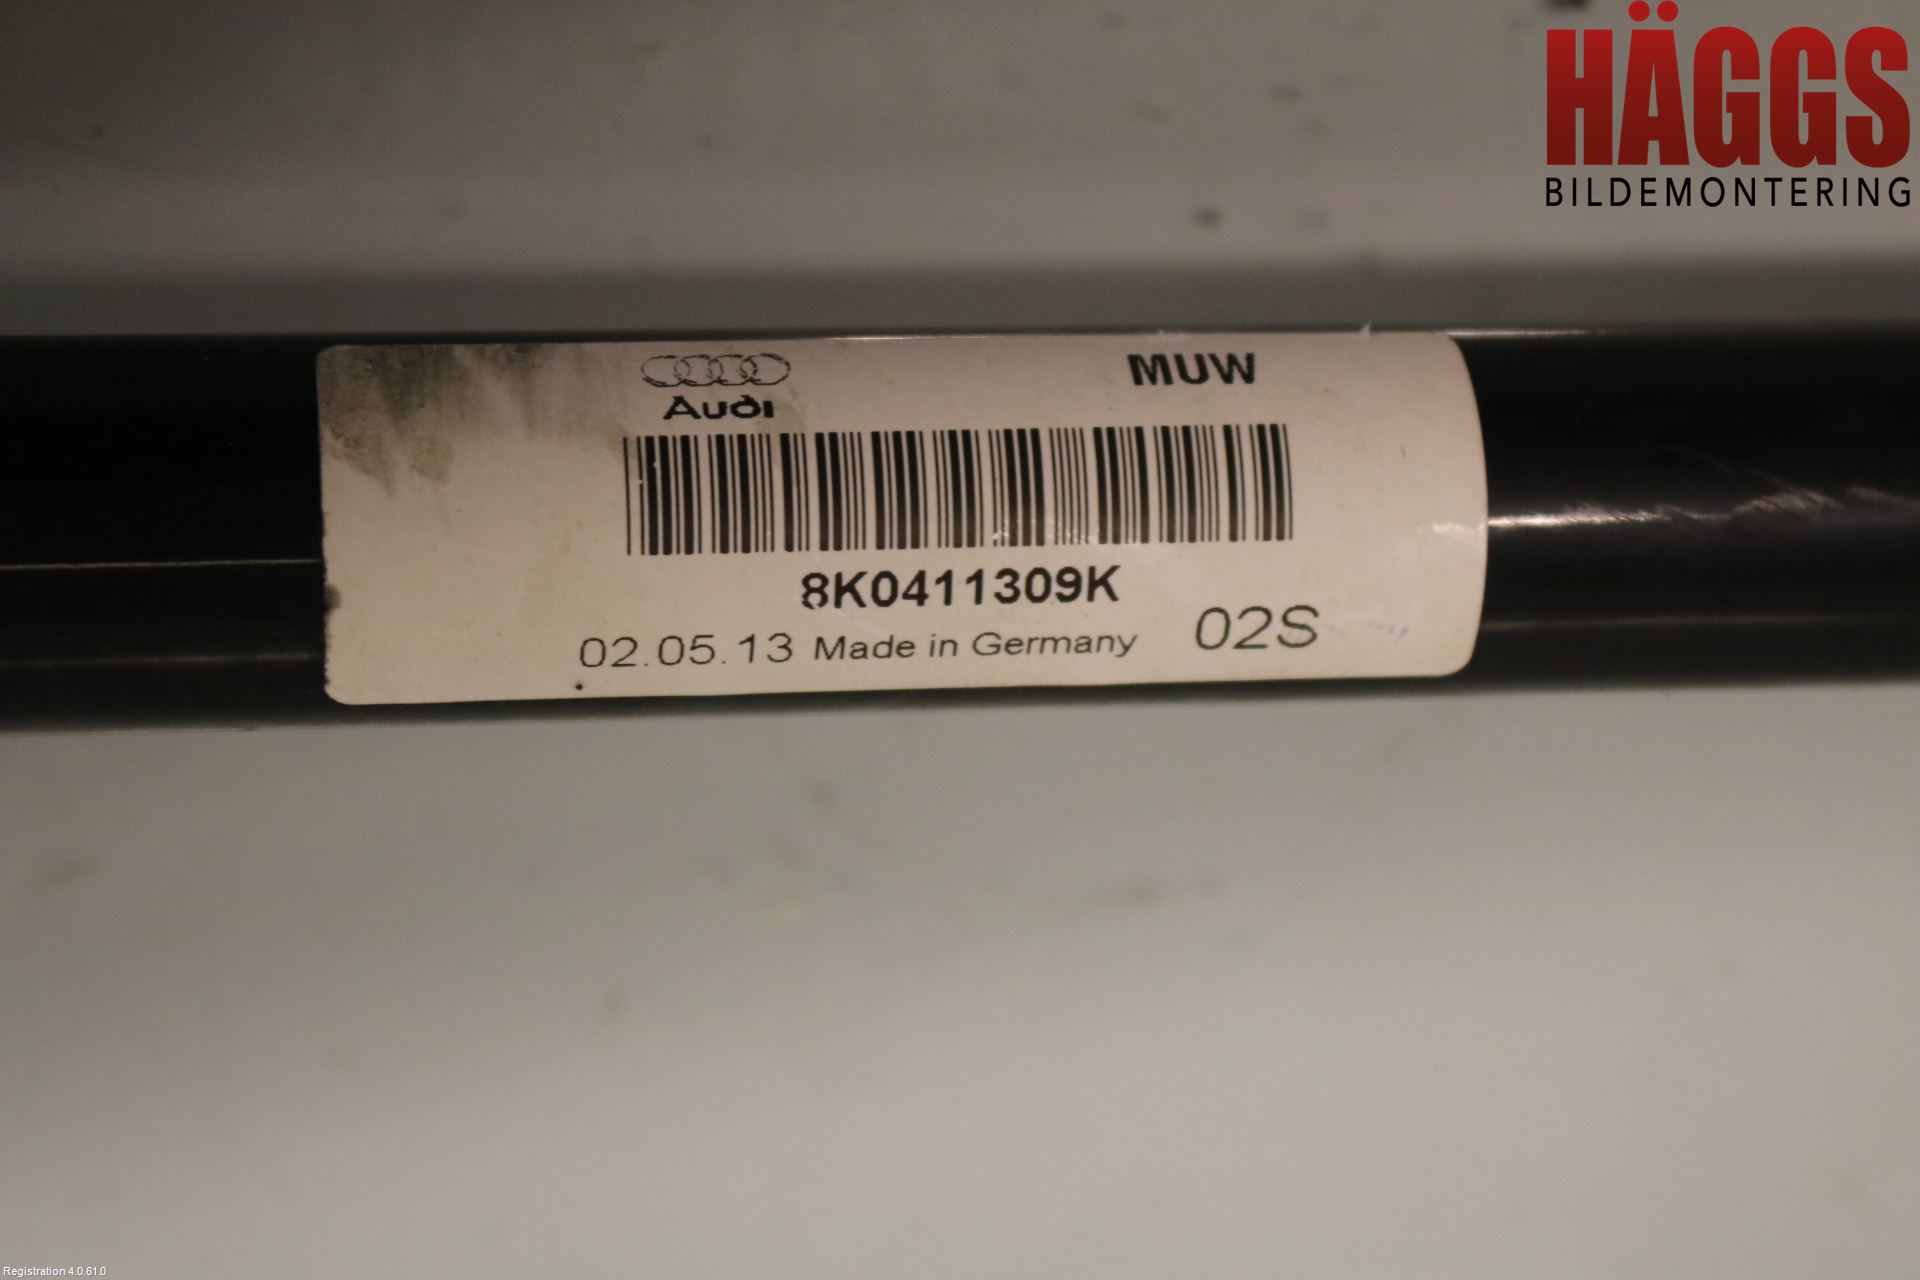 HÄGGS
BILDEMONTERING
Audi
MUW
8K0411309K
02.05.13 Made in Germany 02S
Registration 4.0.61.0